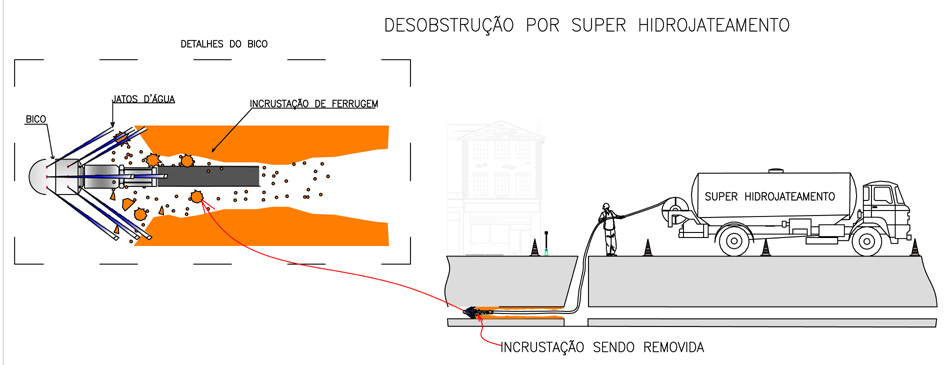 DESOBSTRUÇÃO POR SUPER HIDROJATEAMENTO
DETALHES DO BICO
JATOS D'ÁGUA
INCRUSTAÇÃO DE FERRUGEM
BICO
SUPER HIDROJATEAMENTO
INCRUSTAÇÃO SENDO REMOVIDA